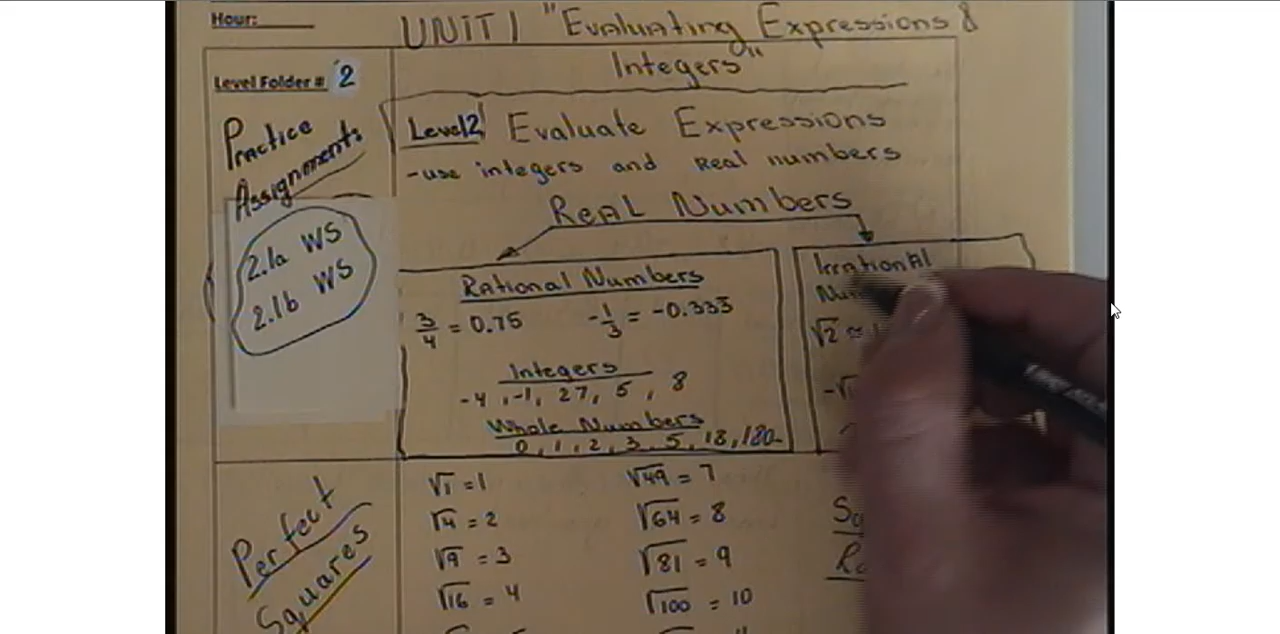 Hour:
UNIT 1 "Evaluating Expressions &
Integers"
Level Folder # 2
Practice
Assignments
2.1a WS
2.1b WS
Level 2 Evaluate Expressions
-use integers and Real numbers
Real Numbers
Rational Numbers
3/4 = 0.75 -1/3 = -0.333
Integers
-4, -1, 27, 5, 8
Whole Numbers
0, 1, 2, 3, 5, 18, 180
Irrational
√2 ≈
Perfect
Squares
√1 = 1 √49 = 7
√4 = 2 √64 = 8
√9 = 3 √81 = 9
√16 = 4 √100 = 10